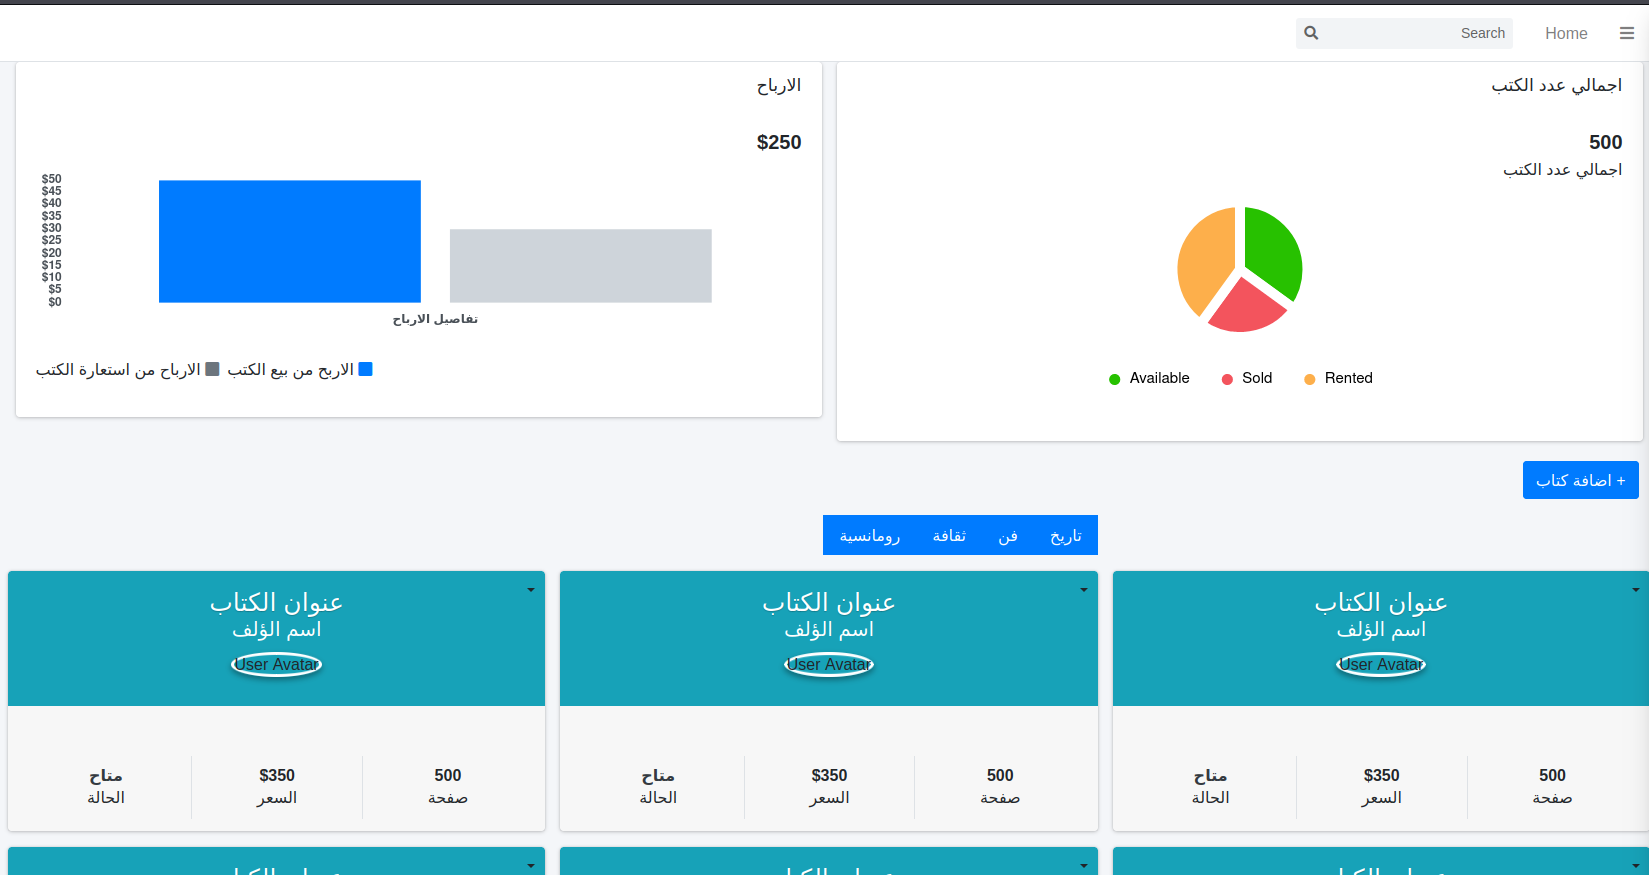 Home
Search
اجمالي عدد الكتب
500
اجمالي عدد الكتب
Available Sold Rented
الارباح
$250
$50
$45
$40
$35
$30
$25
$20
$15
$10
$5
$0
تفاصيل الارباح
الاربح من بيع الكتب
الارباح من استعارة الكتب
+ اضافة كتاب
تاريخ فن ثقافة رومانسية
عنوان الكتاب
اسم الؤلف
User Avatar
500
صفحة
$350
السعر
متاح
الحالة
عنوان الكتاب
اسم الؤلف
User Avatar
500
صفحة
$350
السعر
متاح
الحالة
عنوان الكتاب
اسم الؤلف
User Avatar
500
صفحة
$350
السعر
متاح
الحالة